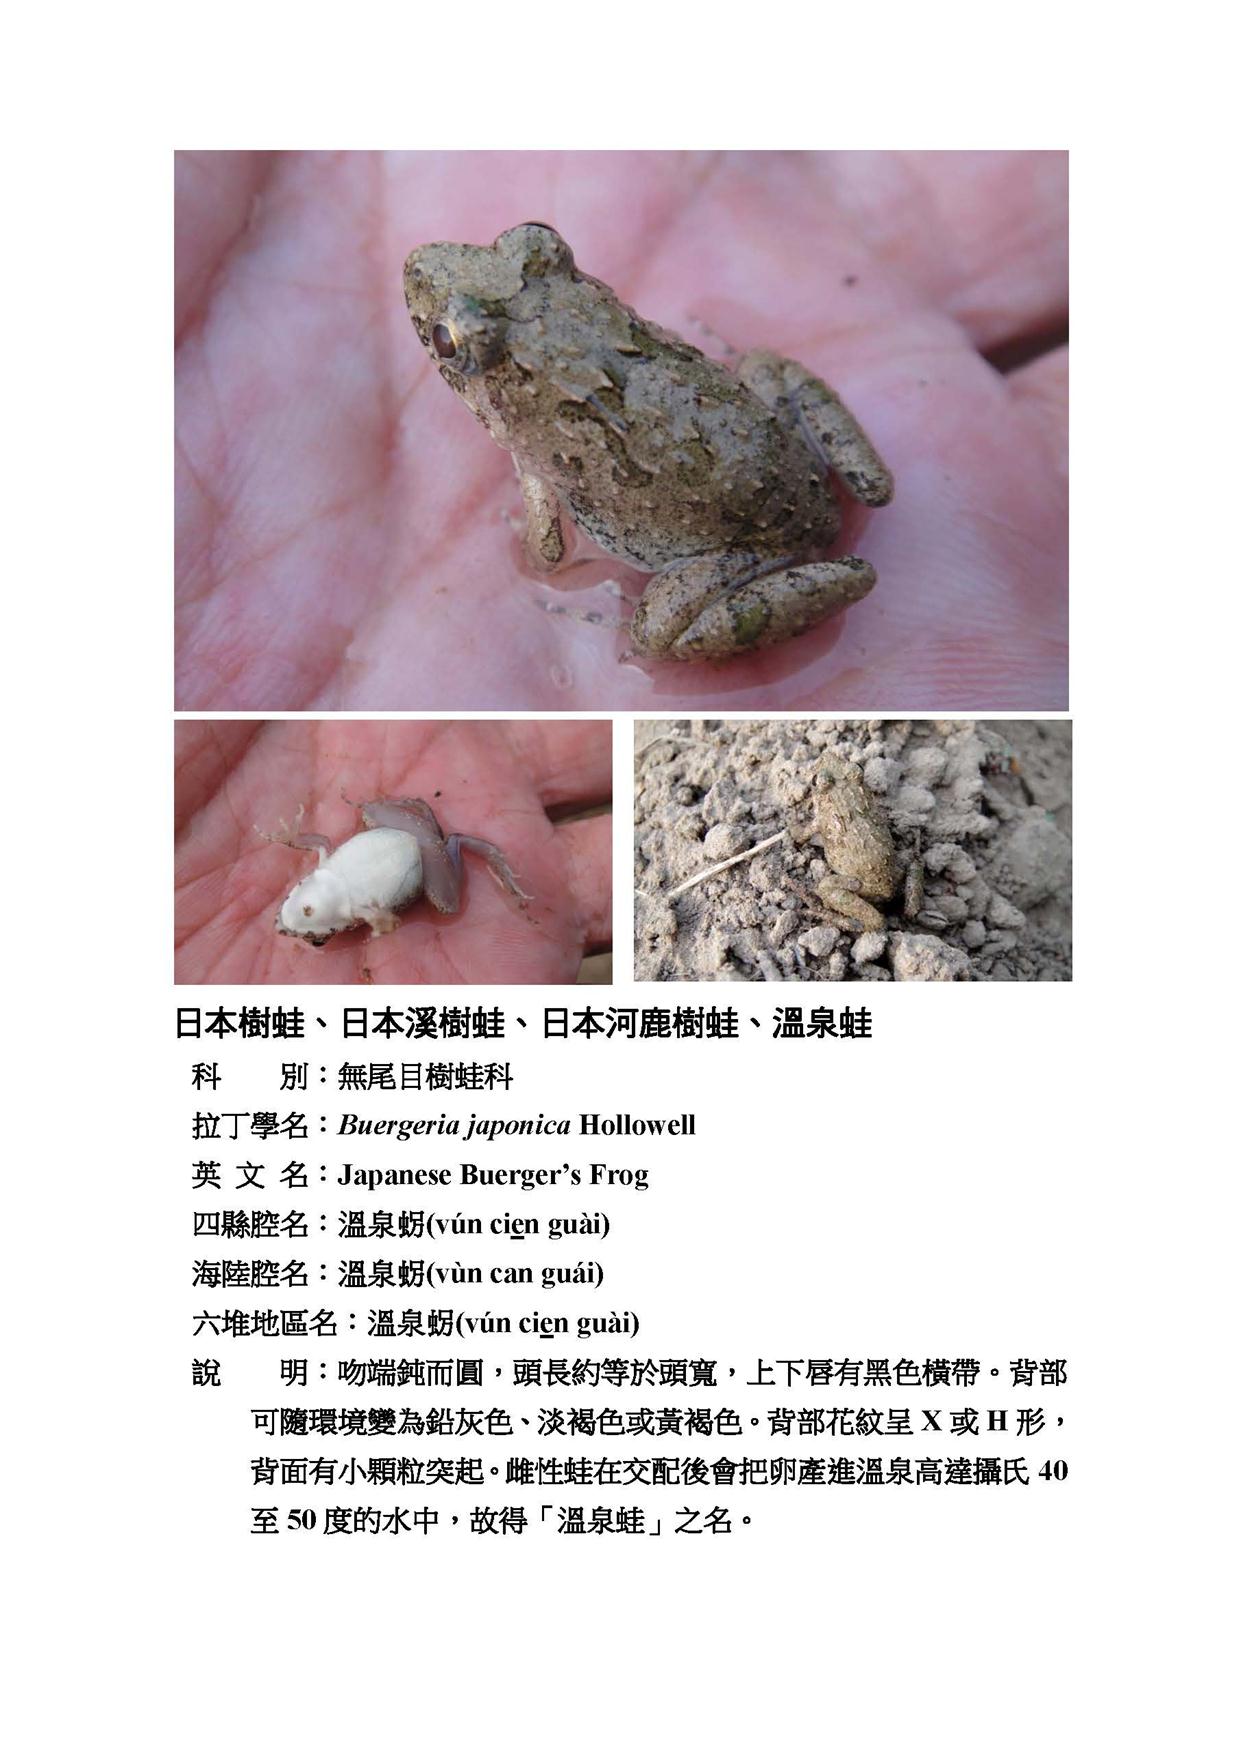 日本樹蛙、日本溪樹蛙、日本河鹿樹蛙、溫泉蛙
科　　別：無尾目樹蛙科
拉丁學名：Buergeria japonica Hollowell
英 文 名：Japanese Buerger’s Frog
四縣腔名：溫泉蛶(vún cien guài)
海陸腔名：溫泉蛶(vùn can guái)
六堆地區名：溫泉蛶(vún cien guài)
說　　明：吻端鈍而圓，頭長約等於頭寬，上下唇有黑色橫帶。背部
可隨環境變為鉛灰色、淡褐色或黃褐色。背部花紋呈 X 或 H 形，
背面有小顆粒突起。雌性蛙在交配後會把卵產進溫泉高達攝氏 40
至 50 度的水中，故得「溫泉蛙」之名。